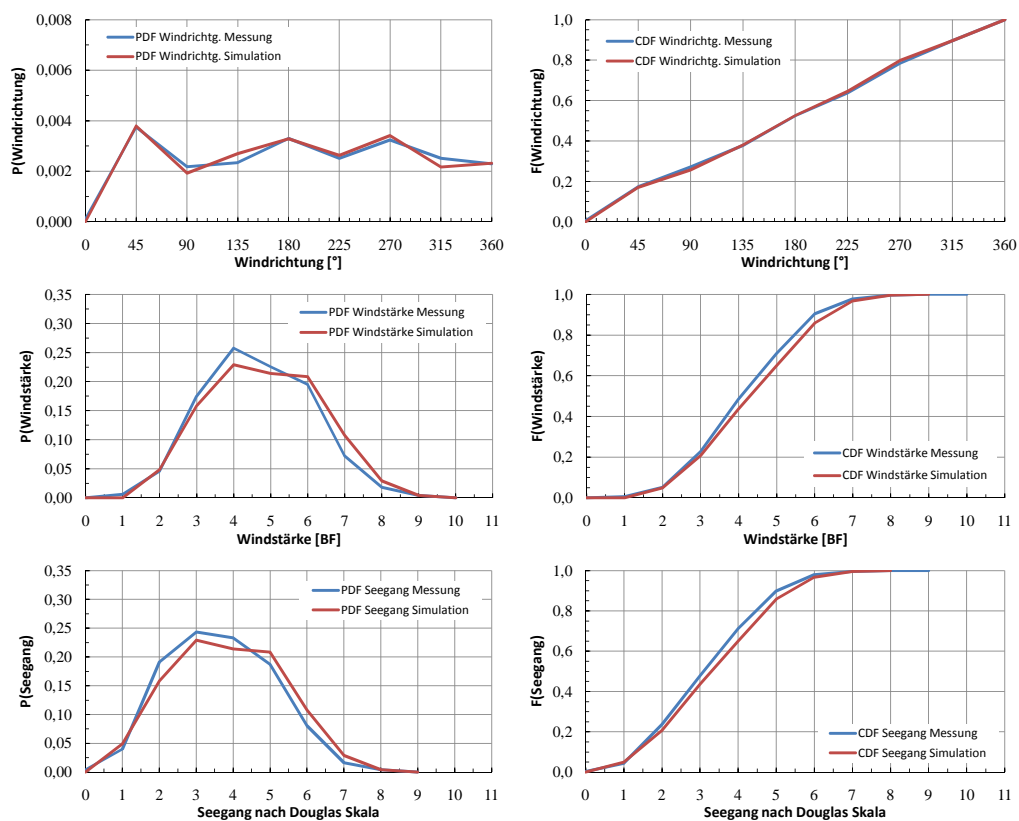 0,008
0,006
0,004
0,002
0,000
P(Windrichtung)
PDF Windrichtg. Messung
PDF Windrichtg. Simulation
0 45 90 135 180 225 270 315 360
Windrichtung [°]
1,0
0,8
0,6
0,4
0,2
0,0
F(Windrichtung)
CDF Windrichtg. Messung
CDF Windrichtg. Simulation
0 45 90 135 180 225 270 315 360
Windrichtung [°]
0,35
0,30
0,25
0,20
0,15
0,10
0,05
0,00
P(Windstärke)
PDF Windstärke Messung
PDF Windstärke Simulation
0 1 2 3 4 5 6 7 8 9 10 11
Windstärke [BF]
1,0
0,8
0,6
0,4
0,2
0,0
F(Windstärke)
CDF Windstärke Messung
CDF Windstärke Simulation
0 1 2 3 4 5 6 7 8 9 10 11
Windstärke [BF]
0,35
0,30
0,25
0,20
0,15
0,10
0,05
0,00
P(Seegang)
PDF Seegang Messung
PDF Seegang Simulation
0 1 2 3 4 5 6 7 8 9 10 11
Seegang nach Douglas Skala
1,0
0,8
0,6
0,4
0,2
0,0
F(Seegang)
CDF Seegang Messung
CDF Seegang Simulation
0 1 2 3 4 5 6 7 8 9 10 11
Seegang nach Douglas Skala